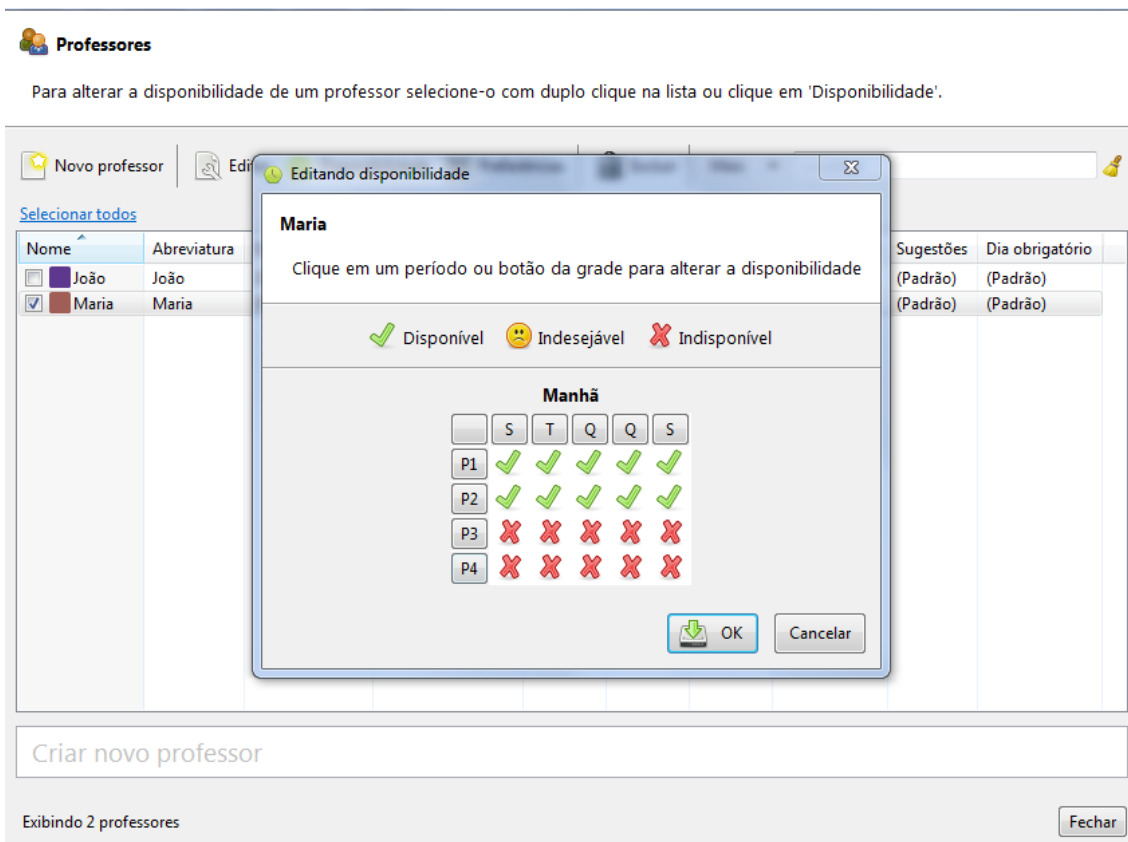 Professores
Para alterar a disponibilidade de um professor selecione-o com duplo clique na lista ou clique em 'Disponibilidade'.
Novo professor
Editando disponibilidade
Selecionar todos
Maria
Clique em um período ou botão da grade para alterar a disponibilidade
Nome Abreviatura Sugestões Dia obrigatório
João João (Padrão) (Padrão)
Maria Maria (Padrão) (Padrão)
Disponível Indesejável Indisponível
Manhã
S T Q Q S
P1
P2
P3
P4
OK Cancelar
Criar novo professor
Exibindo 2 professores Fechar